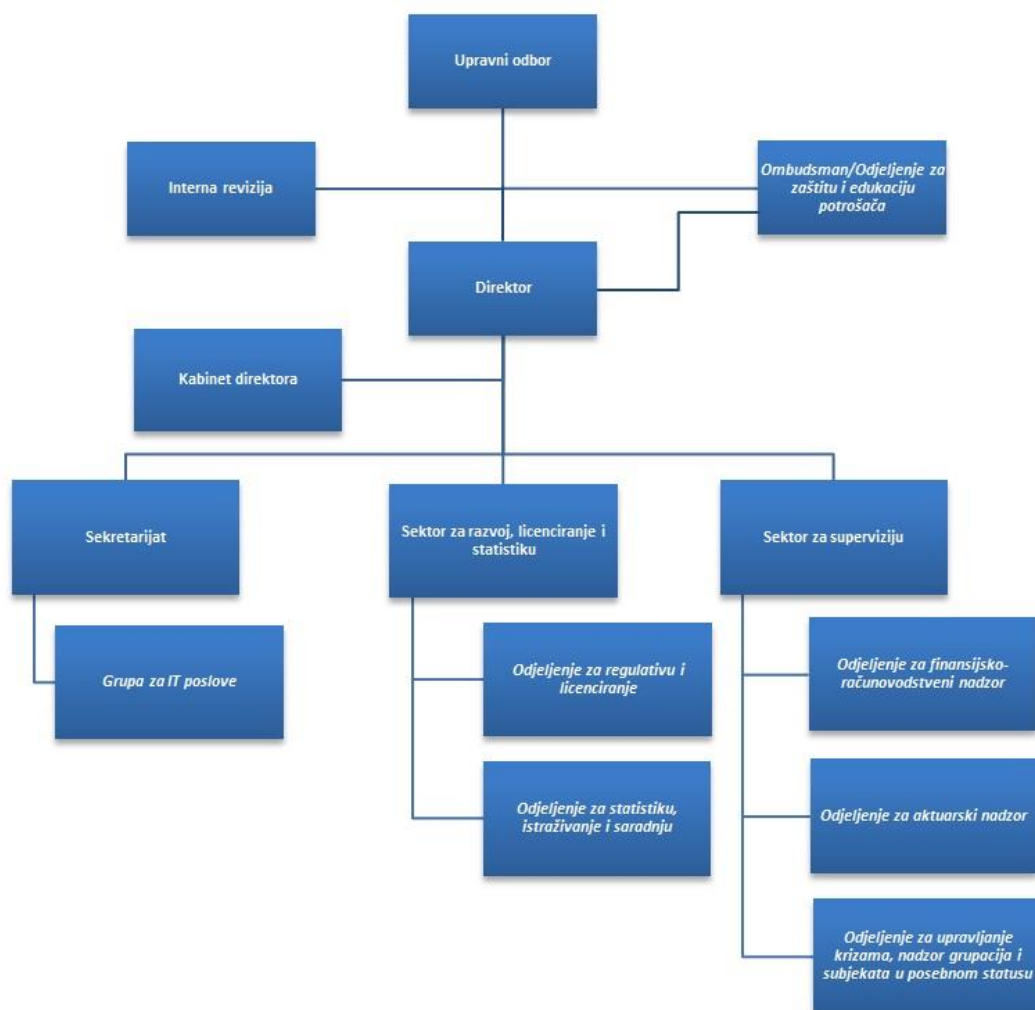 Upravni odbor
Interna revizija
Ombudsman/Odjeljenje za
zaštitu i edukaciju
potrošača
Direktor
Kabinet direktora
Sekretarijat
Sektor za razvoj, licenciranje i
statistiku
Sektor za superviziju
Grupa za IT poslove
Odjeljenje za regulativu i
licenciranje
Odjeljenje za finansijsko-
računovodstveni nadzor
Odjeljenje za statistiku,
istraživanje i saradnju
Odjeljenje za aktuarski nadzor
Odjeljenje za upravljanje
krizama, nadzor grupacija i
subjekata u posebnom statusu